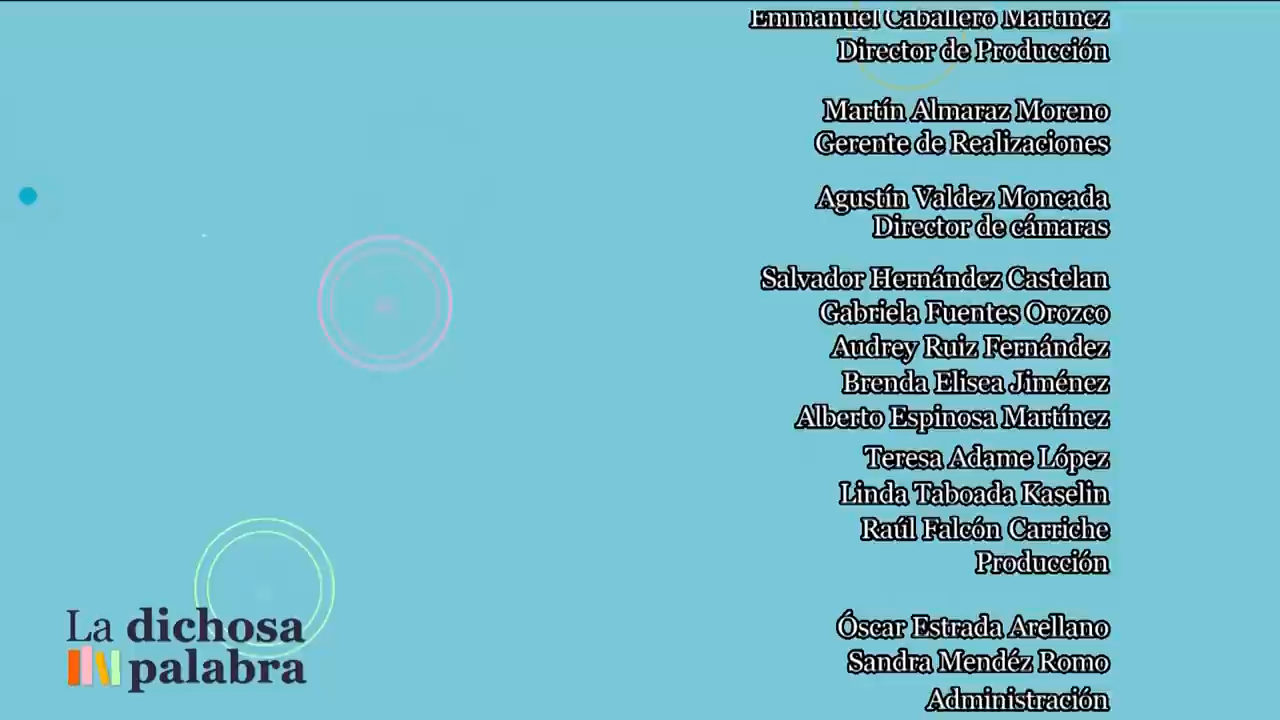 Emmanuel Caballero Martínez
Director de Producción
Martín Almaraz Moreno
Gerente de Realizaciones
Agustín Valdez Moncada
Director de cámaras
Salvador Hernández Castelan
Gabriela Fuentes Orozco
Audrey Ruiz Fernández
Brenda Elisea Jiménez
Alberto Espinosa Martínez
Teresa Adame López
Linda Taboada Kaselin
Raúl Falcón Carriche
Producción
Óscar Estrada Arellano
Sandra Mendéz Romo
Administración
La dichosa
palabra